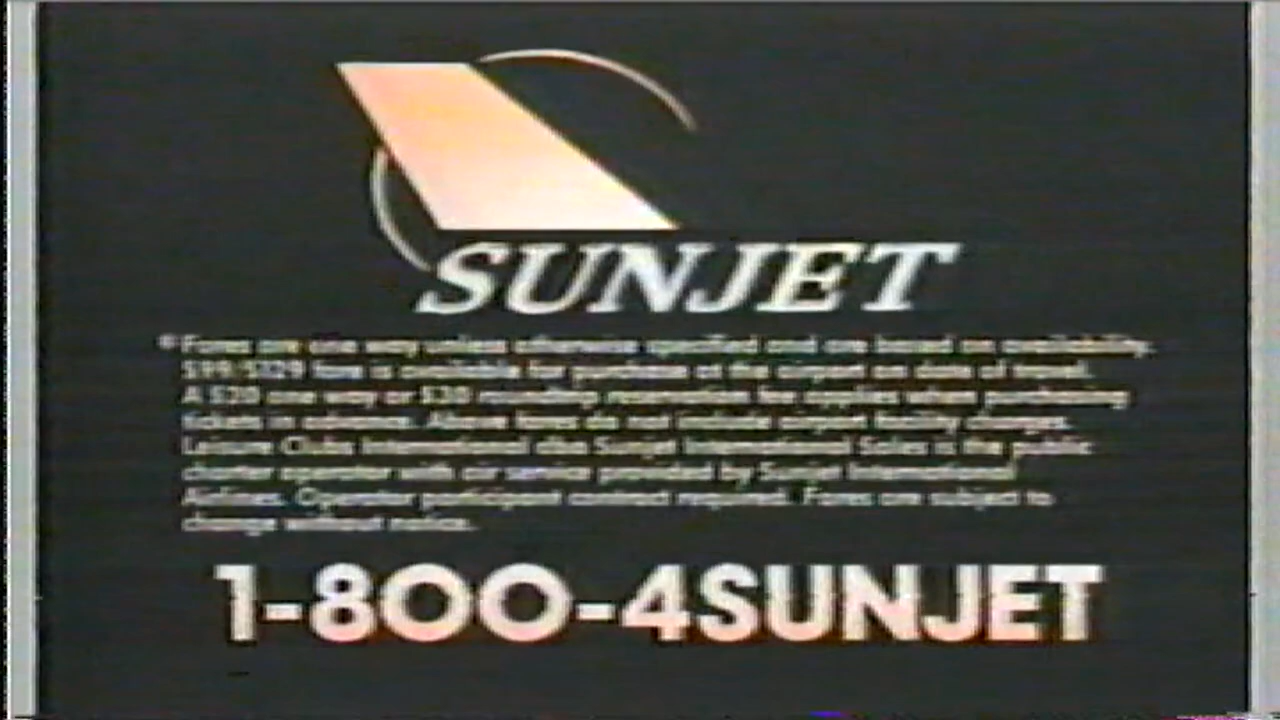 SUNJET
Fares are one way unless otherwise specified and are based on availability.
$99/$129 fare is available for purchase at the airport on date of travel.
A $20 one way or $30 roundtrip reservation fee applies when purchasing
tickets in advance. Above fares do not include airport facility charges.
Leisure Clubs International dba Sunjet International Sales is the public
charter operator with air service provided by Sunjet International
Airlines. Operator participant contract required. Fares are subject to
change without notice.
1-800-4SUNJET